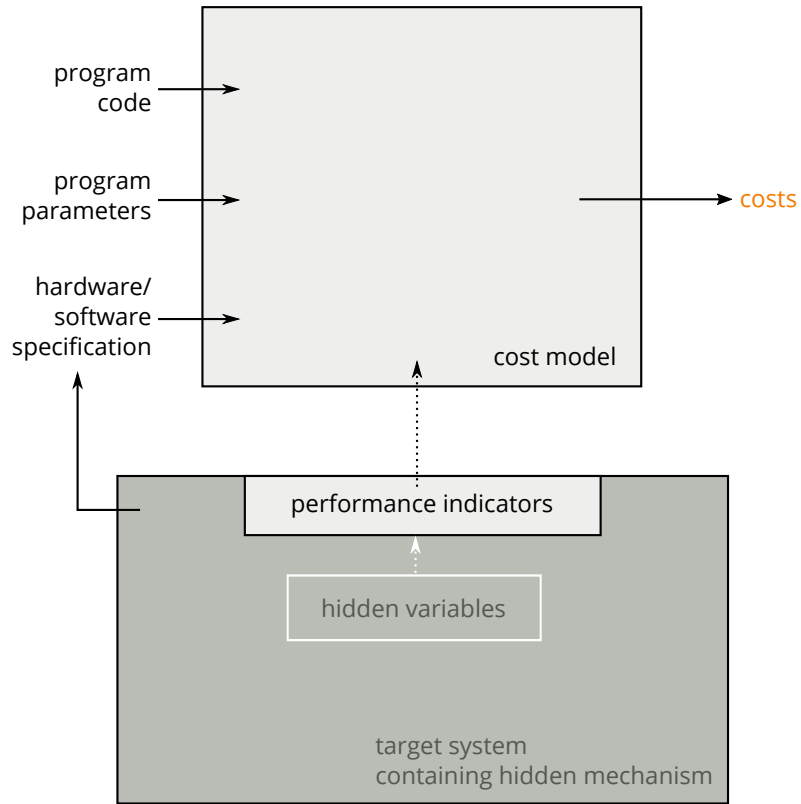 program
code
program
parameters
costs
hardware/
software
specification
cost model
performance indicators
hidden variables
target system
containing hidden mechanism